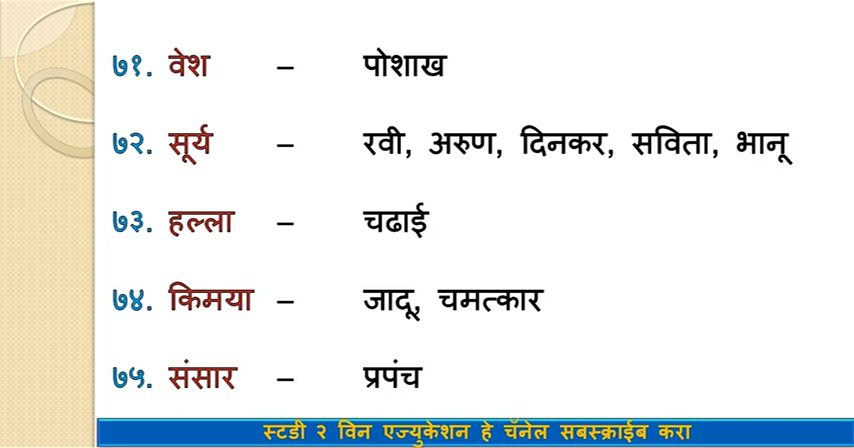 ७१. वेश – पोशाख
७२. सूर्य – रवी, अरुण, दिनकर, सविता, भानू
७३. हल्ला – चढाई
७४. किमया – जादू, चमत्कार
७५. संसार – प्रपंच
स्टडी २ विन एज्युकेशन हे चॅनेल सबस्क्राईब करा